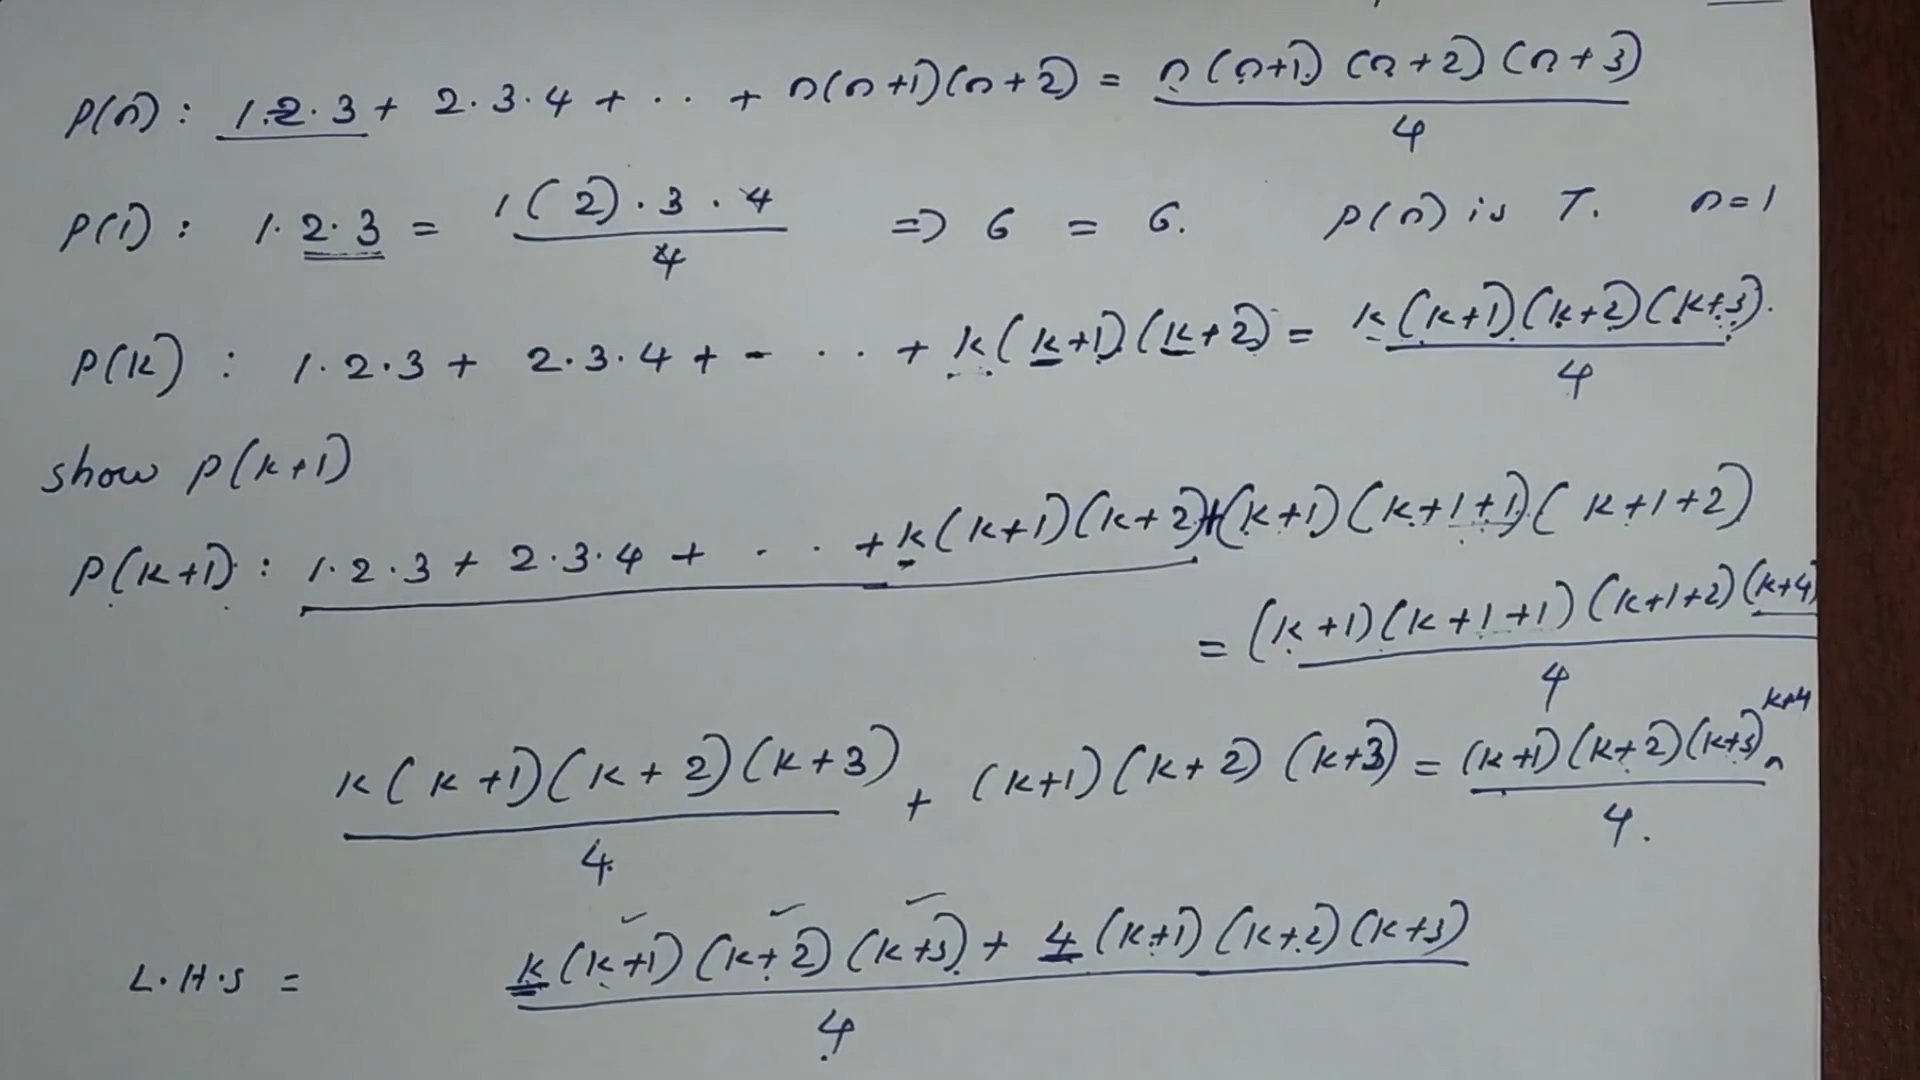 P(n) : 1.2.3 + 2.3.4 + .. + n(n+1)(n+2) = n(n+1)(n+2)(n+3) / 4
P(1) : 1.2.3 = 1(2).3.4 / 4 => 6 = 6. P(n) is T. n=1
P(k) : 1.2.3 + 2.3.4 + - ... + k(k+1)(k+2) = k(k+1)(k+2)(k+3). / 4
show P(k+1)
P(k+1) : 1.2.3 + 2.3.4 + .. + k(k+1)(k+2)+(k+1)(k+1+1)(k+1+2)
= (k+1)(k+1+1)(k+1+2)(k+4) / 4
k(k+1)(k+2)(k+3) / 4 + (k+1)(k+2)(k+3) = (k+1)(k+2)(k+3) k+4 / 4.
L.H.S = k(k+1)(k+2)(k+3) + 4(k+1)(k+2)(k+3) / 4